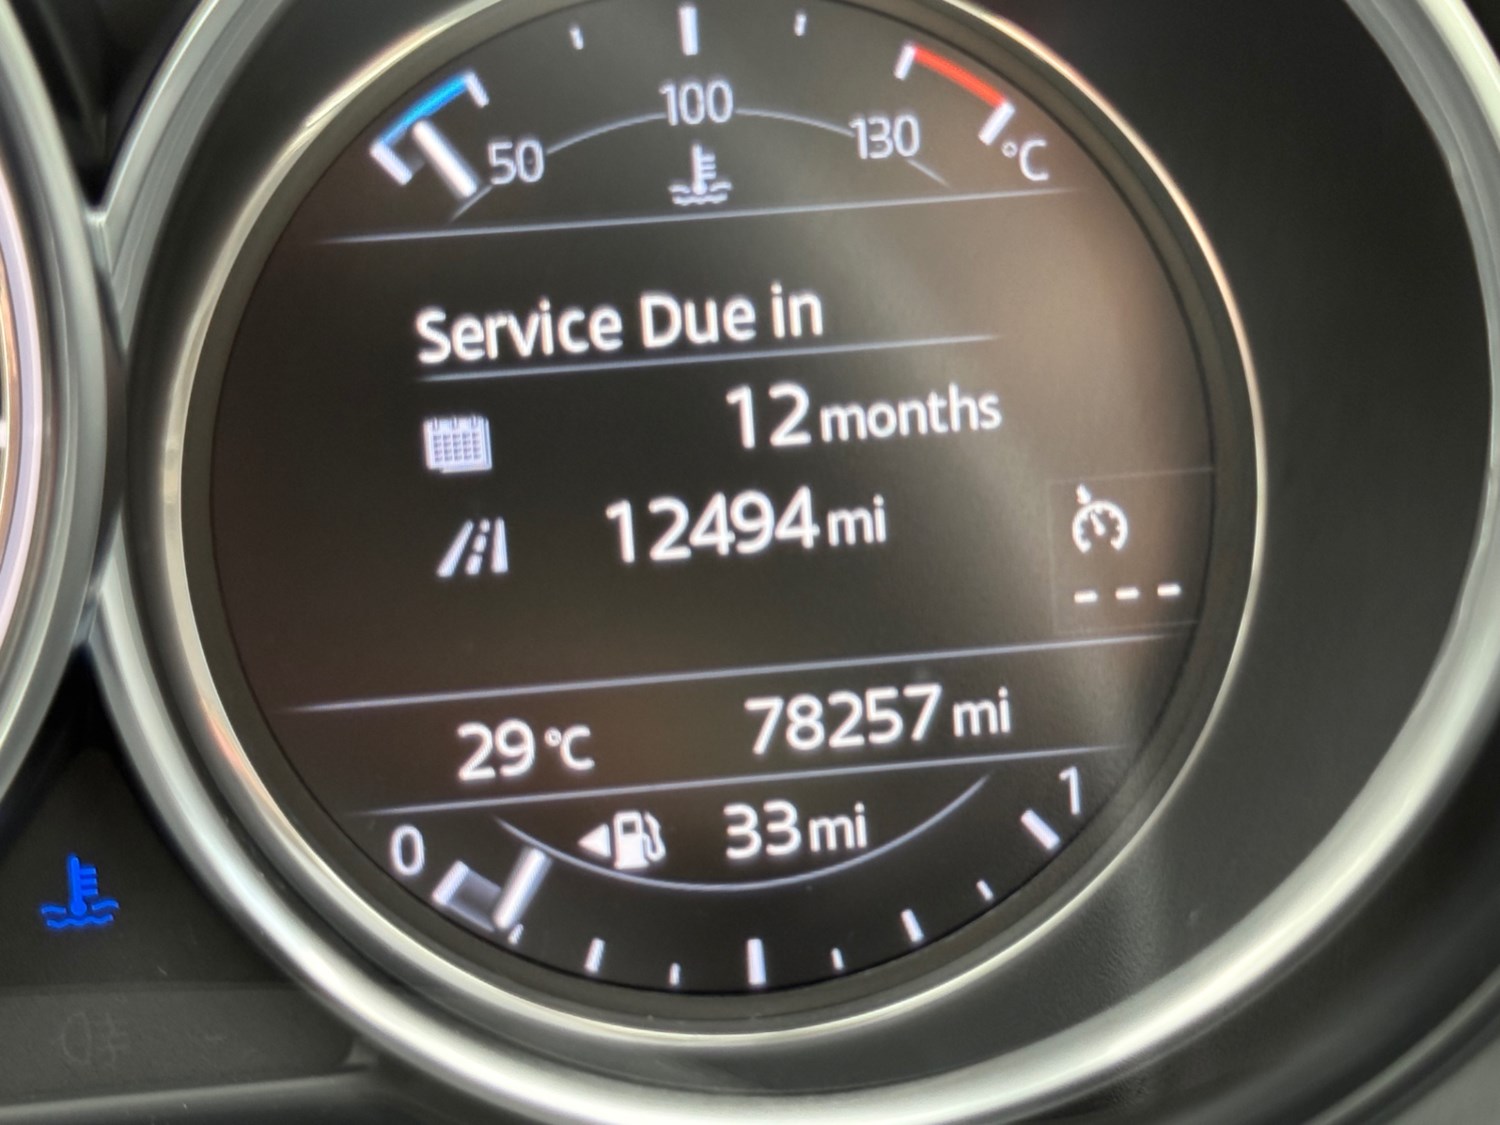 50 100 130 °C
Service Due in
12 months
12494 mi
- - -
29 °C 78257 mi
0 33 mi 1